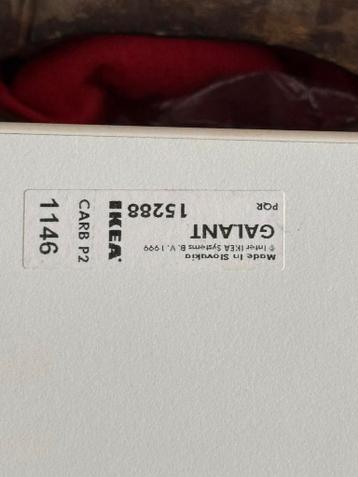 Made in Slovakia
© Inter IKEA Systems B.V. 1999
GALANT
PQR
15288
IKEA®
CARB P2
1146